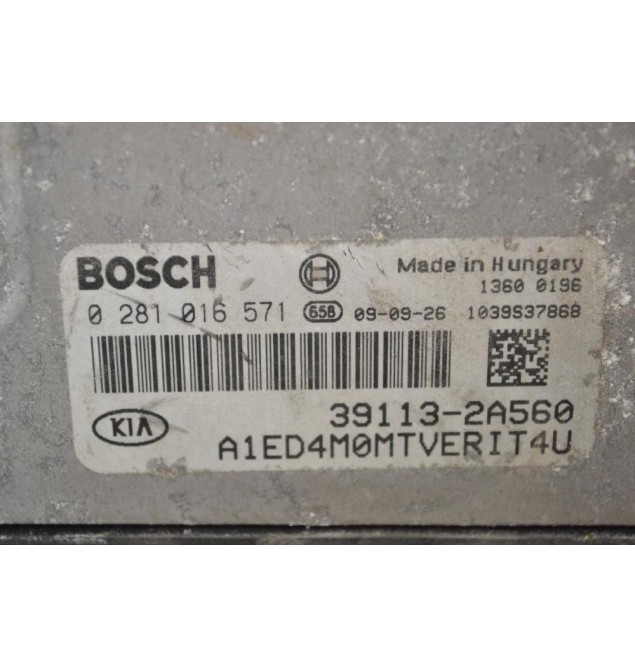 BOSCH Made in Hungary
1360 0196
0 281 016 571 658 09-09-26 1039S37868
39113-2A560
KIA
A1ED4M0MTVERIT4U